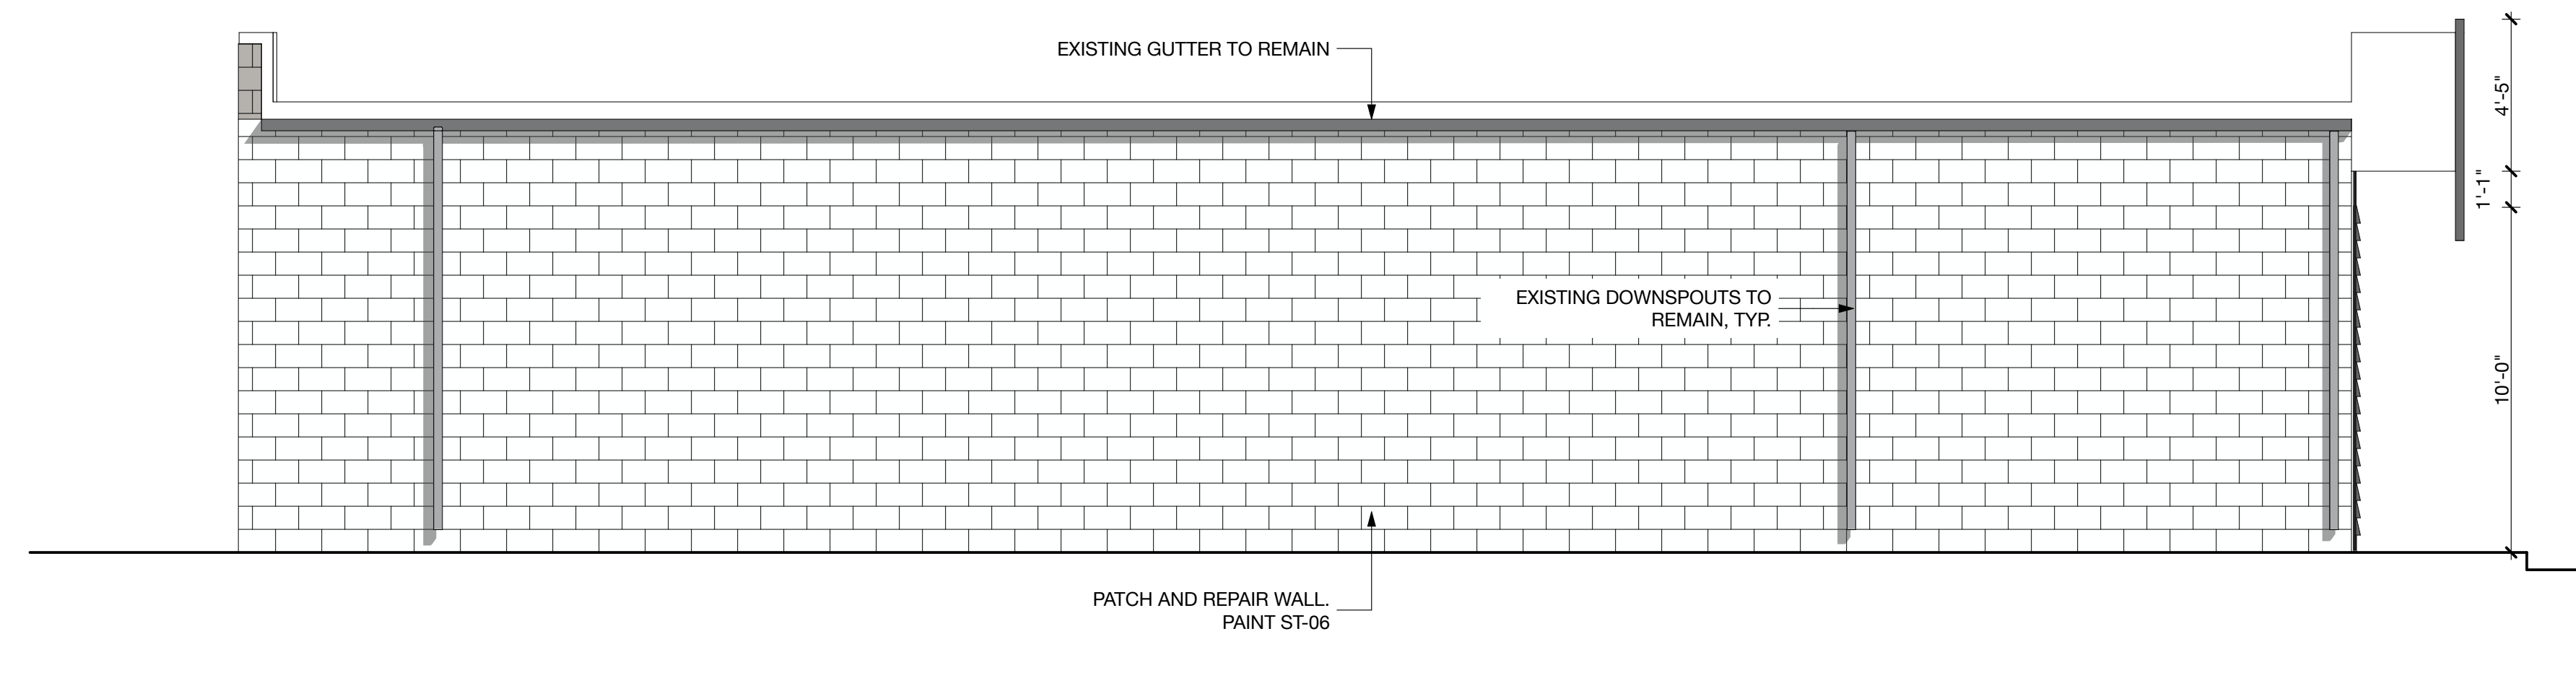 EXISTING GUTTER TO REMAIN
4'-5"
1'-1"
EXISTING DOWNSPOUTS TO
REMAIN, TYP.
10'-0"
PATCH AND REPAIR WALL.
PAINT ST-06